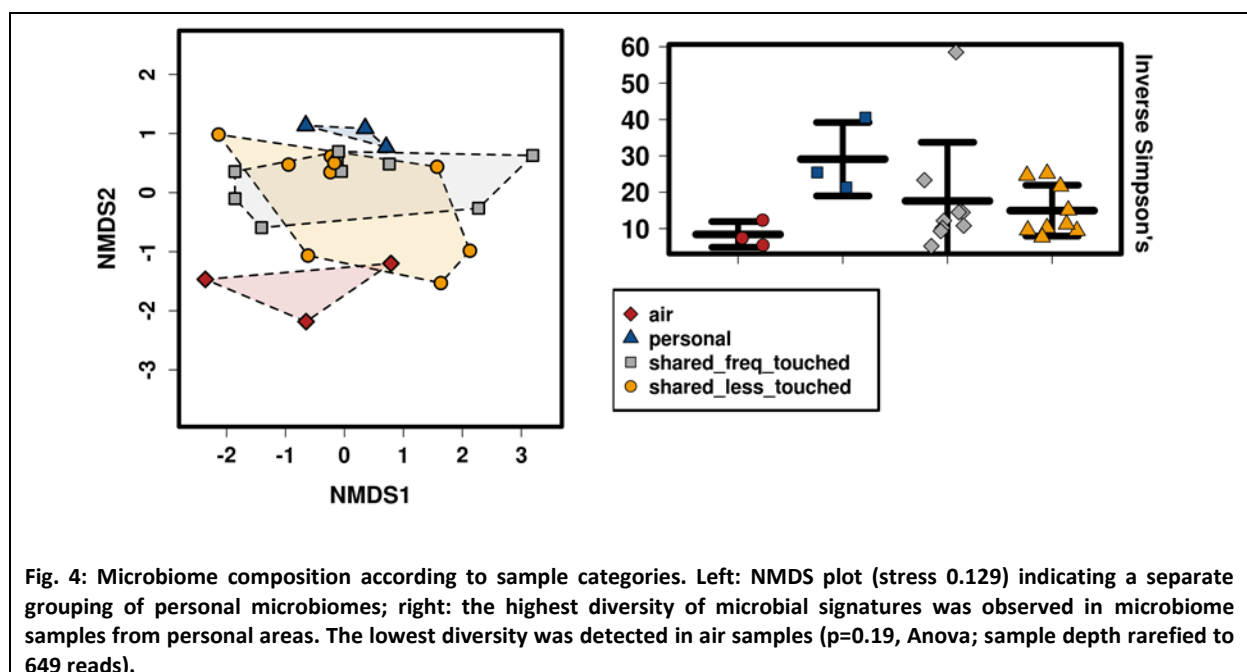 2
1
0
-1
-2
-3
NMDS2
-2 -1 0 1 2 3
NMDS1
60
50
40
30
20
10
Inverse Simpson's
air
personal
shared_freq_touched
shared_less_touched
Fig. 4: Microbiome composition according to sample categories. Left: NMDS plot (stress 0.129) indicating a separate
grouping of personal microbiomes; right: the highest diversity of microbial signatures was observed in microbiome
samples from personal areas. The lowest diversity was detected in air samples (p=0.19, Anova; sample depth rarefied to
649 reads).